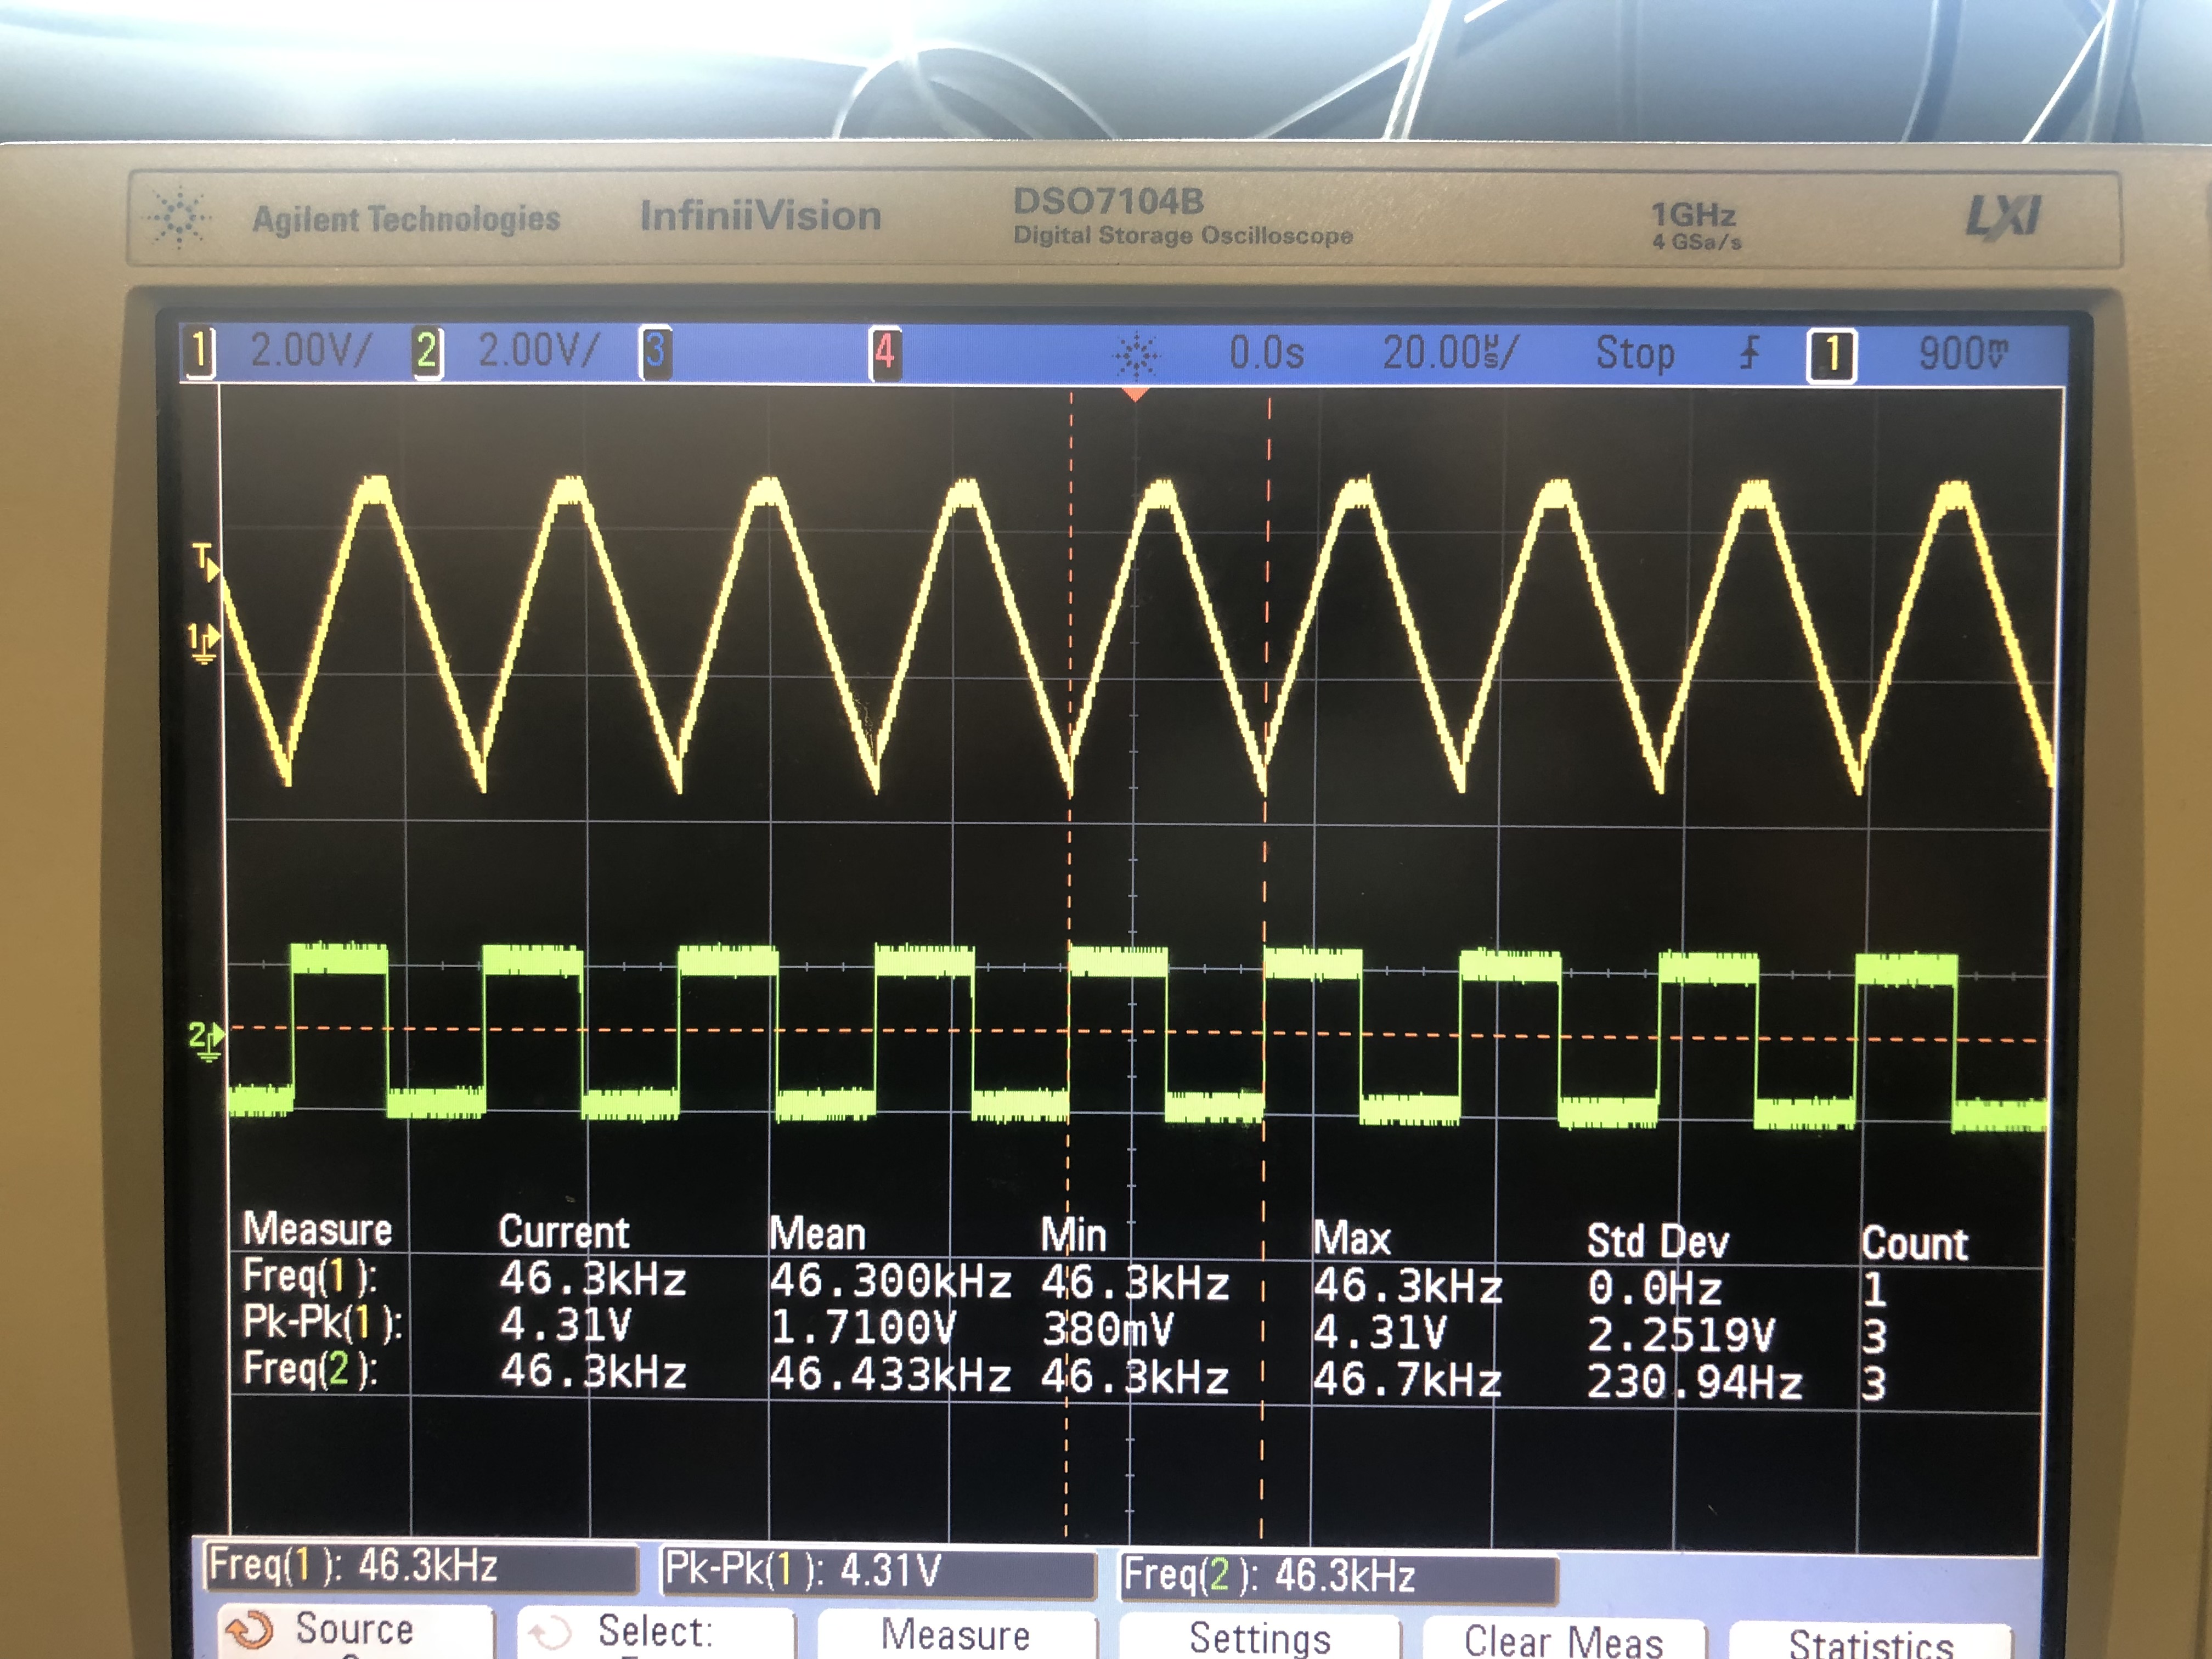 Agilent Technologies InfiniiVision DSO7104B 1GHz LXI
Digital Storage Oscilloscope 4 GSa/s
1 2.00V/ 2 2.00V/ 3 4 0.0s 20.00µs/ Stop 1 900mV
T
1
2
Measure Current Mean Min Max Std Dev Count
Freq(1): 46.3kHz 46.300kHz 46.3kHz 46.3kHz 0.0Hz 1
Pk-Pk(1): 4.31V 1.7100V 380mV 4.31V 2.2519V 3
Freq(2): 46.3kHz 46.433kHz 46.3kHz 46.7kHz 230.94Hz 3
Freq(1): 46.3kHz Pk-Pk(1): 4.31V Freq(2): 46.3kHz
Source Select: Measure Settings Clear Meas Statistics